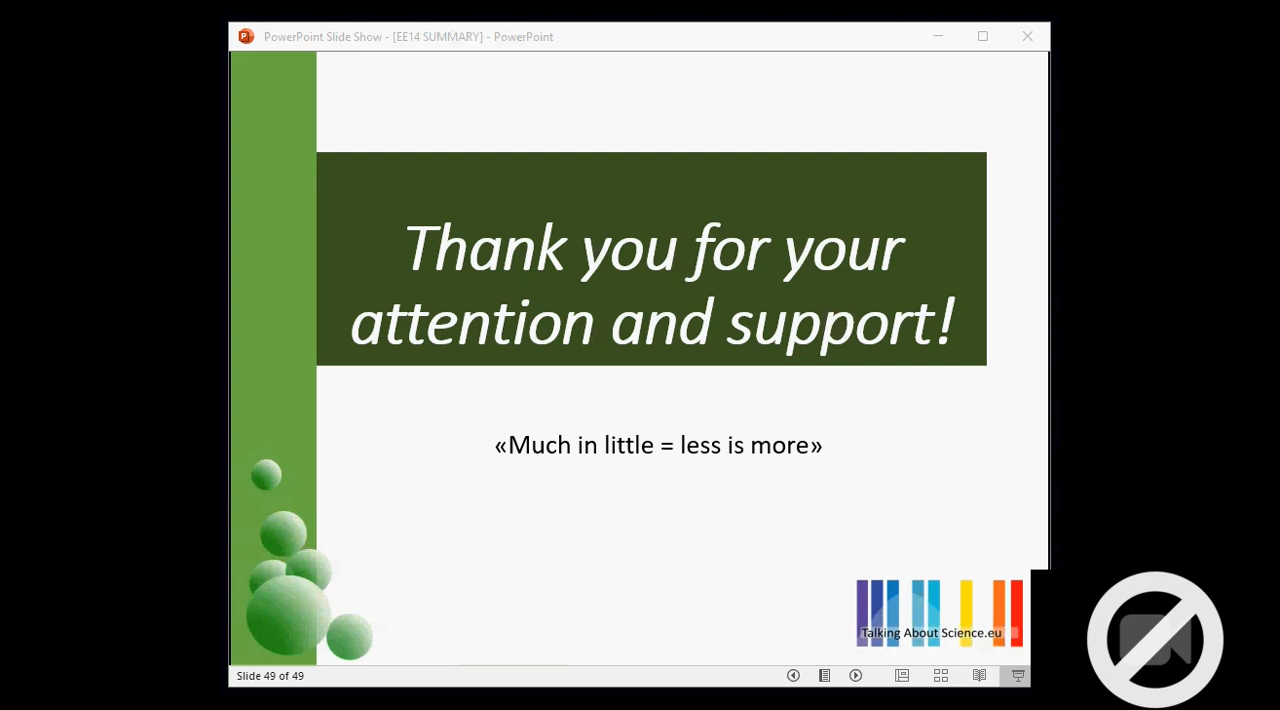 PowerPoint Slide Show - [EE14 SUMMARY] - PowerPoint
Thank you for your
attention and support!
«Much in little = less is more»
Talking About Science.eu
Slide 49 of 49